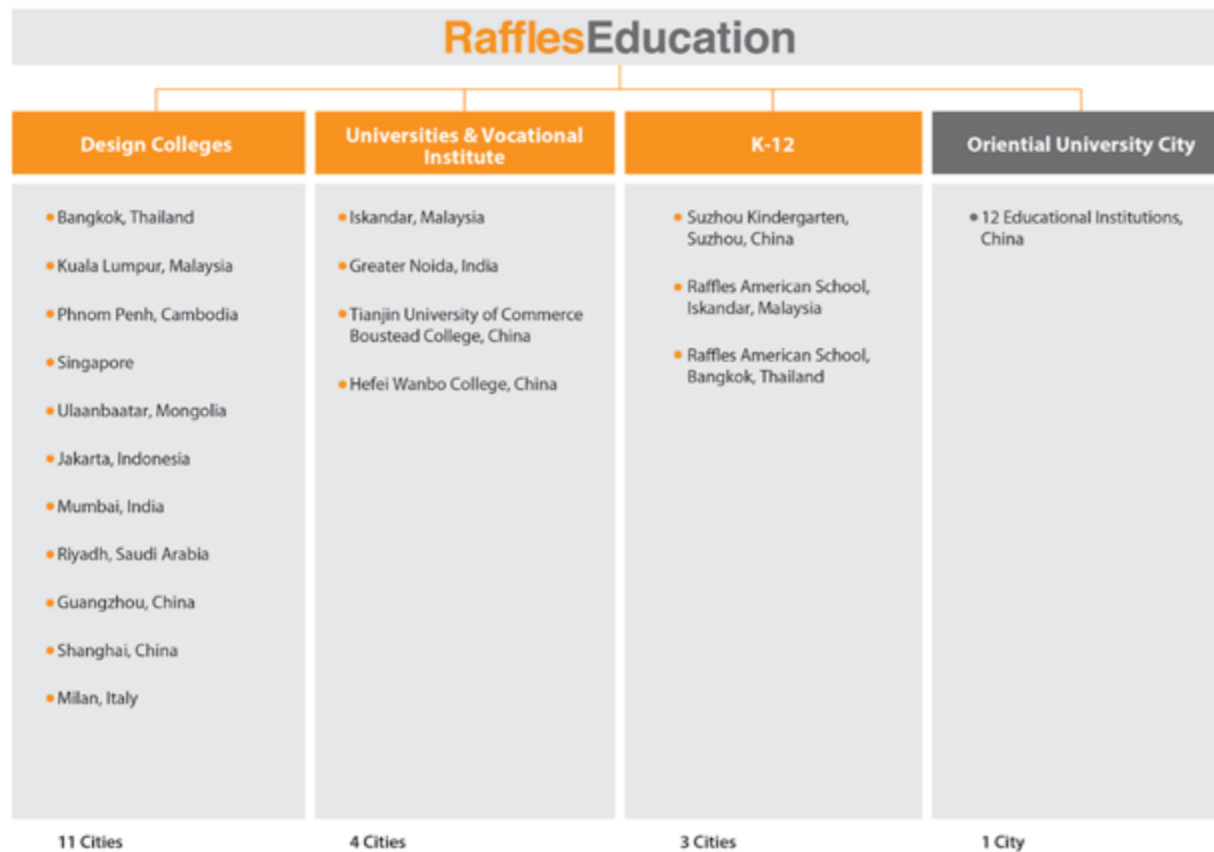 RafflesEducation
Design Colleges
Bangkok, Thailand
Kuala Lumpur, Malaysia
Phnom Penh, Cambodia
Singapore
Ulaanbaatar, Mongolia
Jakarta, Indonesia
Mumbai, India
Riyadh, Saudi Arabia
Guangzhou, China
Shanghai, China
Milan, Italy
11 Cities
Universities & Vocational
Institute
Iskandar, Malaysia
Greater Noida, India
Tianjin University of Commerce
Boustead College, China
Hefei Wanbo College, China
4 Cities
K-12
Suzhou Kindergarten,
Suzhou, China
Raffles American School,
Iskandar, Malaysia
Raffles American School,
Bangkok, Thailand
3 Cities
Oriential University City
12 Educational Institutions,
China
1 City